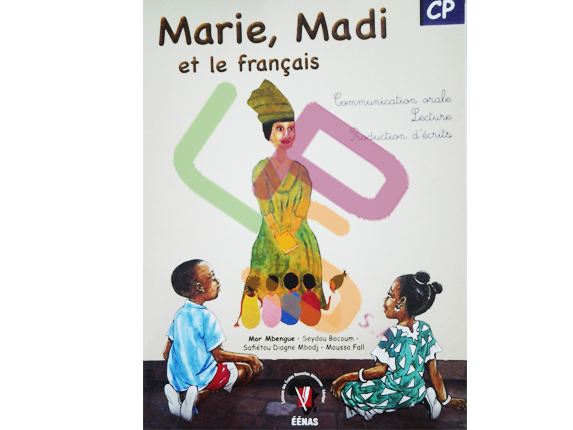 CP
Marie, Madi
et le français
Communication orale
Lecture
Production d'écrits
Mor Mbengue - Seydou Bocoum -
Safiétou Diagne Mbodj - Moussa Fall
ÉÉNAS